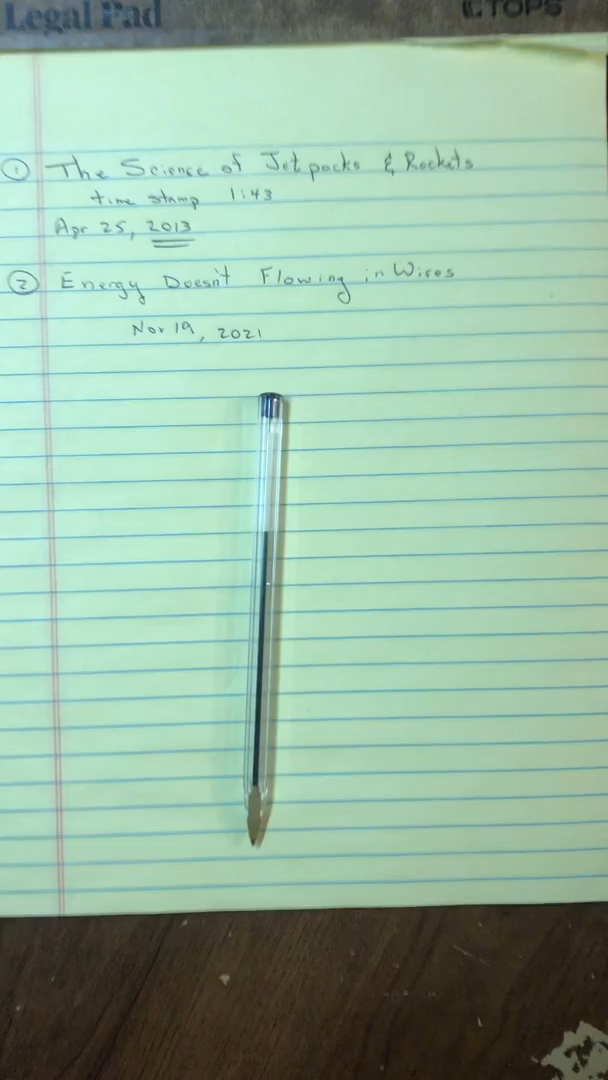 Legal Pad
TOPS
① The Science of Jetpacks & Rockets
time stamp 1:43
Apr 25, 2013
② Energy Doesn't Flowing in Wires
Nov 19, 2021